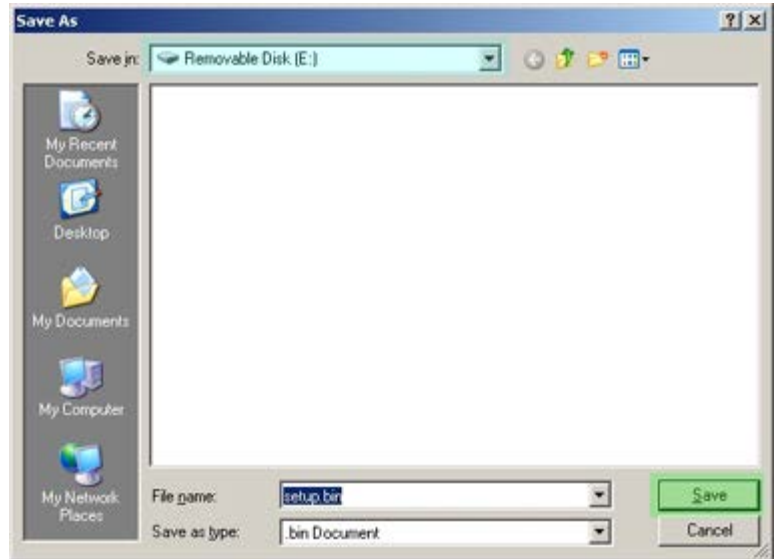 Save As
Save in:
Removable Disk (E:)
My Recent
Documents
Desktop
My Documents
My Computer
My Network
Places
File name:
setup.bin
Save
Save as type:
.bin Document
Cancel